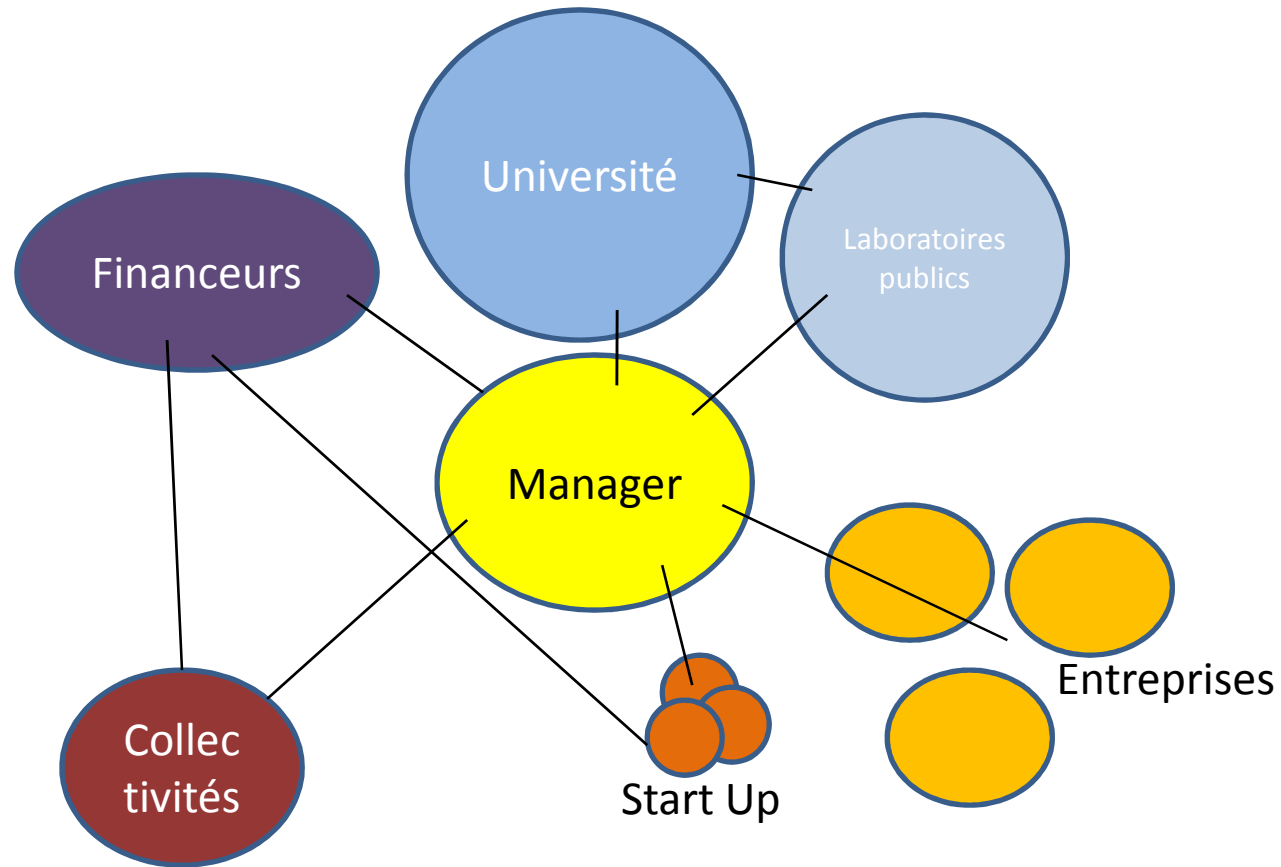 Université
Laboratoires
publics
Financeurs
Manager
Entreprises
Collec
tivités
Start Up